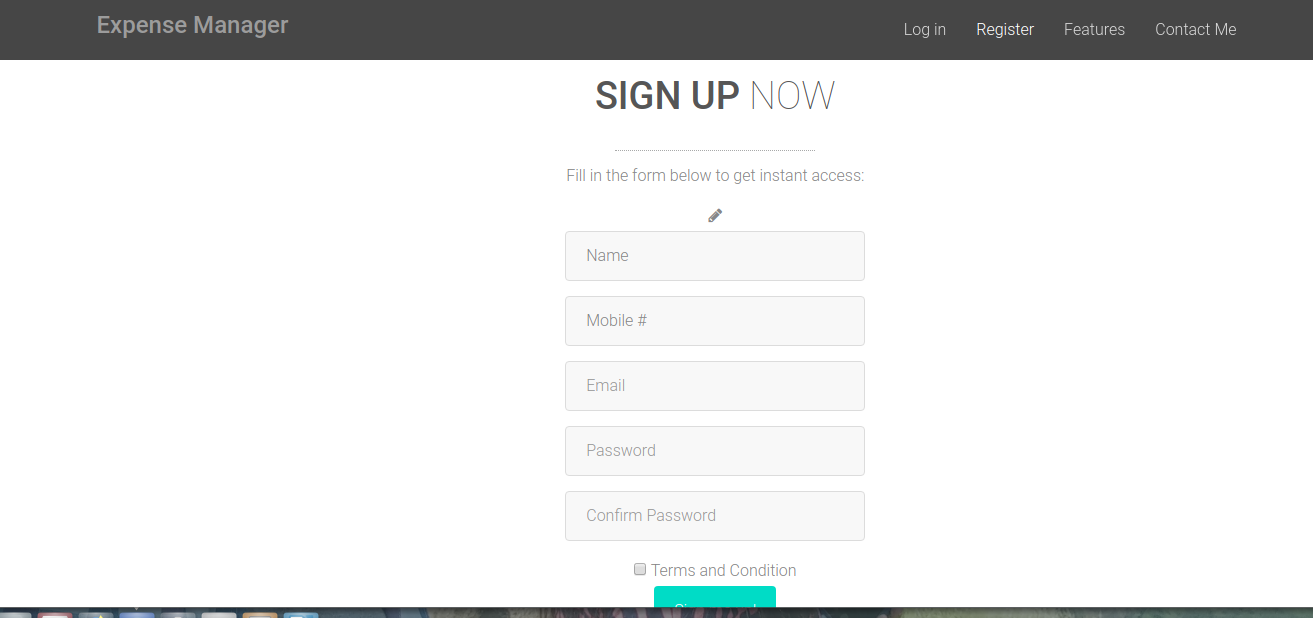 Expense Manager
Log in Register Features Contact Me
SIGN UP NOW
Fill in the form below to get instant access:
Name
Mobile #
Email
Password
Confirm Password
Terms and Condition